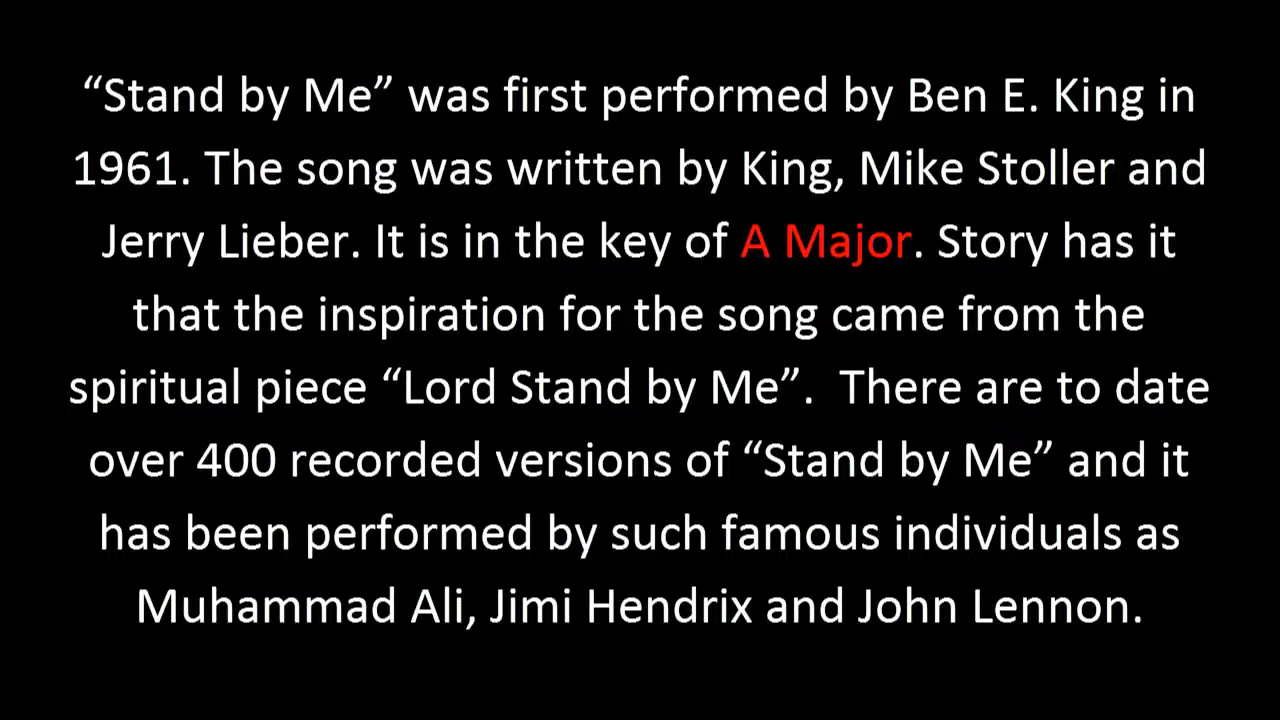 “Stand by Me” was first performed by Ben E. King in
1961. The song was written by King, Mike Stoller and
Jerry Lieber. It is in the key of A Major. Story has it
that the inspiration for the song came from the
spiritual piece “Lord Stand by Me”.  There are to date
over 400 recorded versions of “Stand by Me” and it
has been performed by such famous individuals as
Muhammad Ali, Jimi Hendrix and John Lennon.